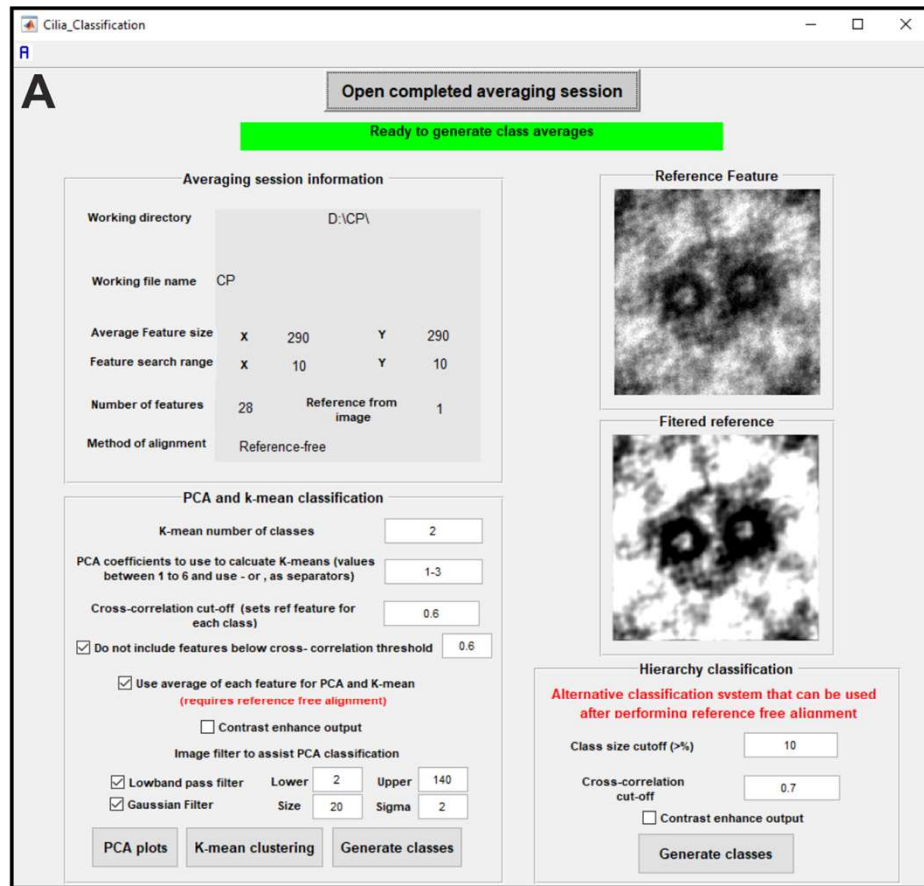 Cilia_Classification
A
A
Open completed averaging session
Ready to generate class averages
Averaging session information
Working directory D:\CP\
Working file name CP
Average Feature size X 290 Y 290
Feature search range X 10 Y 10
Number of features 28 Reference from
image 1
Method of alignment Reference-free
PCA and k-mean classification
K-mean number of classes 2
PCA coefficients to use to calcuate K-means (values
between 1 to 6 and use - or , as separators) 1-3
Cross-correlation cut-off (sets ref feature for
each class) 0.6
Do not include features below cross- correlation threshold 0.6
Use average of each feature for PCA and K-mean
(requires reference free alignment)
Contrast enhance output
Image filter to assist PCA classification
Lowband pass filter Lower 2 Upper 140
Gaussian Filter Size 20 Sigma 2
PCA plots K-mean clustering Generate classes
Reference Feature
Fitered reference
Hierarchy classification
Alternative classification system that can be used
after performing reference free alignment
Class size cutoff (>%) 10
Cross-correlation
cut-off 0.7
Contrast enhance output
Generate classes